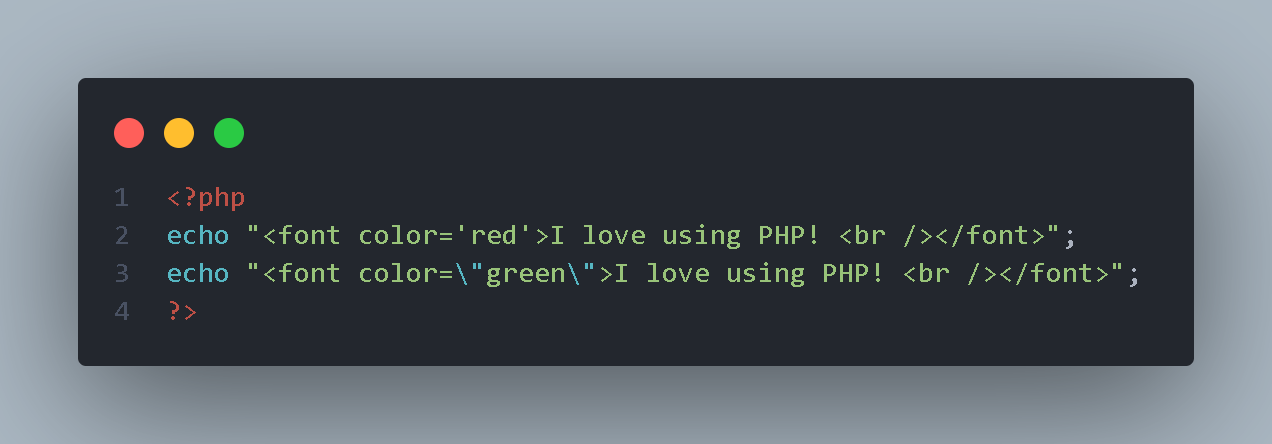 1 <?php
2 echo "<font color='red'>I love using PHP! <br /></font>";
3 echo "<font color=\"green\">I love using PHP! <br /></font>";
4 ?>